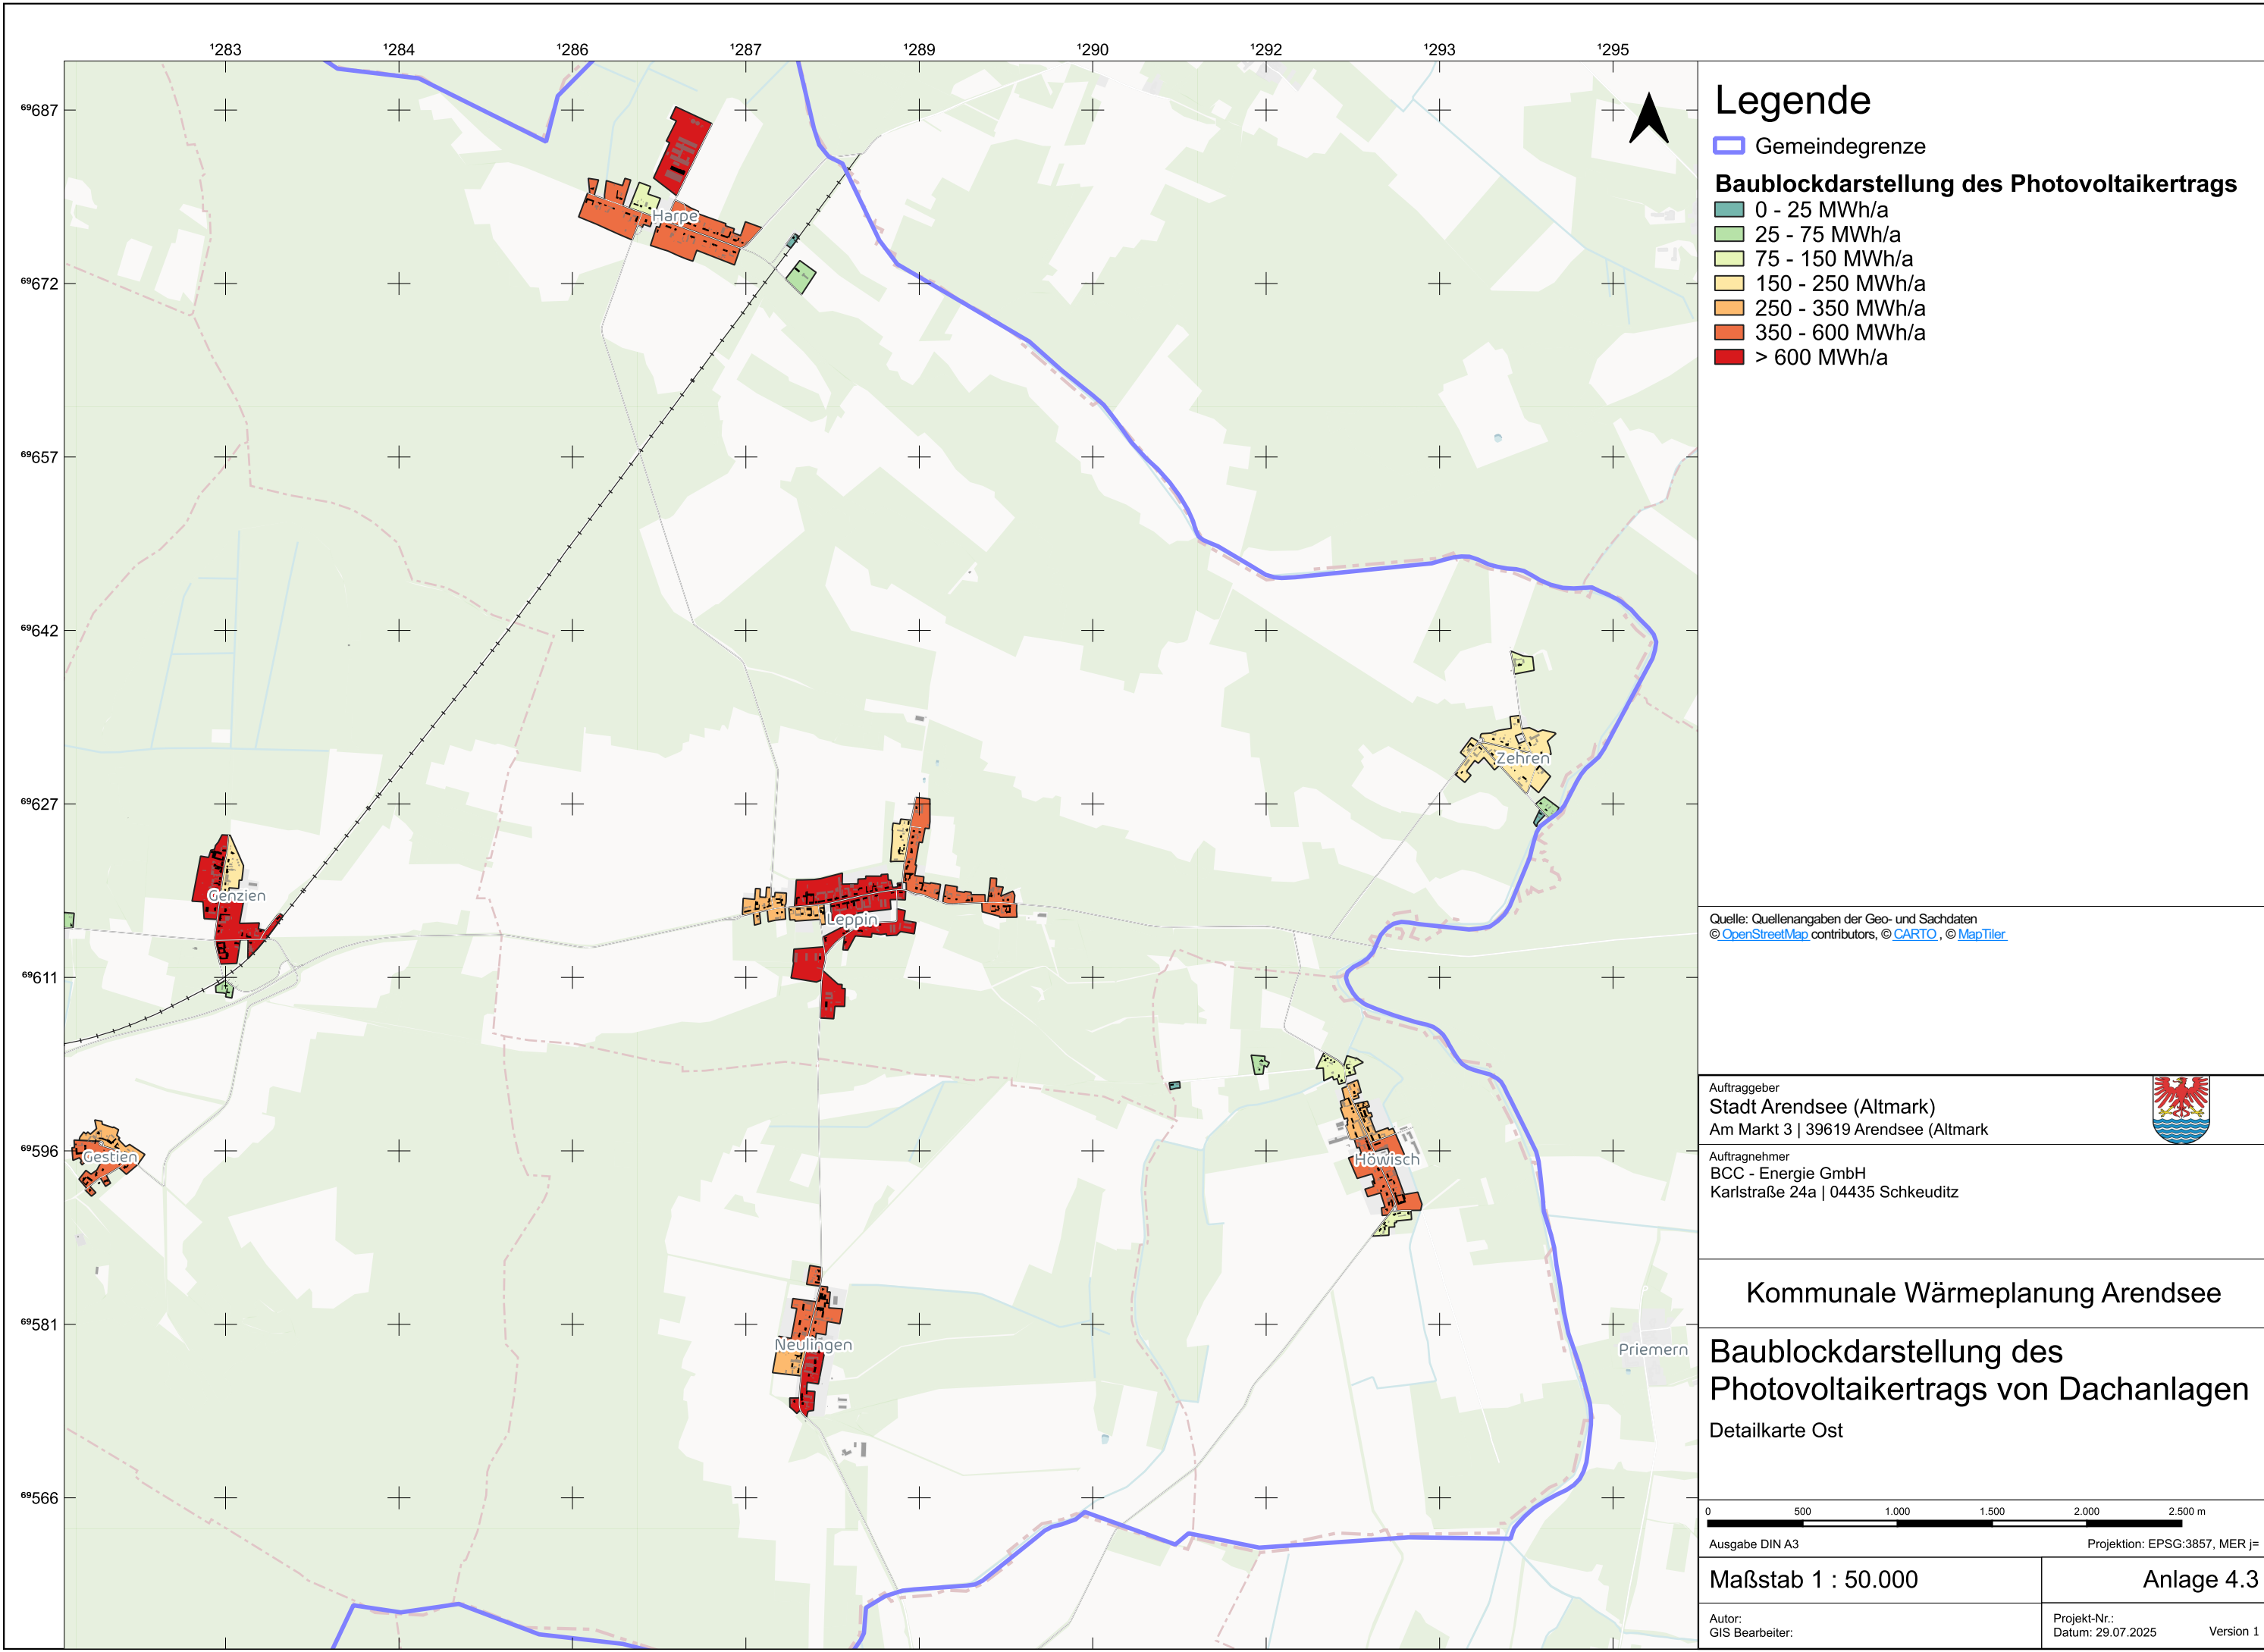 ¹283 ¹284 ¹286 ¹287 ¹289 ¹290 ¹292 ¹293 ¹295
⁶⁹687
⁶⁹672
⁶⁹657
⁶⁹642
⁶⁹627
⁶⁹611
⁶⁹596
⁶⁹581
⁶⁹566
Harpe
Zehren
Genzien
Leppin
Gestien
Höwisch
Neulingen
Priemern
Legende
Gemeindegrenze
Baublockdarstellung des Photovoltaikertrags
0 - 25 MWh/a
25 - 75 MWh/a
75 - 150 MWh/a
150 - 250 MWh/a
250 - 350 MWh/a
350 - 600 MWh/a
> 600 MWh/a
Quelle: Quellenangaben der Geo- und Sachdaten
© OpenStreetMap contributors, © CARTO , © MapTiler
Auftraggeber
Stadt Arendsee (Altmark)
Am Markt 3 | 39619 Arendsee (Altmark
Auftragnehmer
BCC - Energie GmbH
Karlstraße 24a | 04435 Schkeuditz
Kommunale Wärmeplanung Arendsee
Baublockdarstellung des
Photovoltaikertrags von Dachanlagen
Detailkarte Ost
0 500 1.000 1.500 2.000 2.500 m
Ausgabe DIN A3 Projektion: EPSG:3857, MER j=
Maßstab 1 : 50.000 Anlage 4.3
Autor: Projekt-Nr.:
GIS Bearbeiter: Datum: 29.07.2025 Version 1